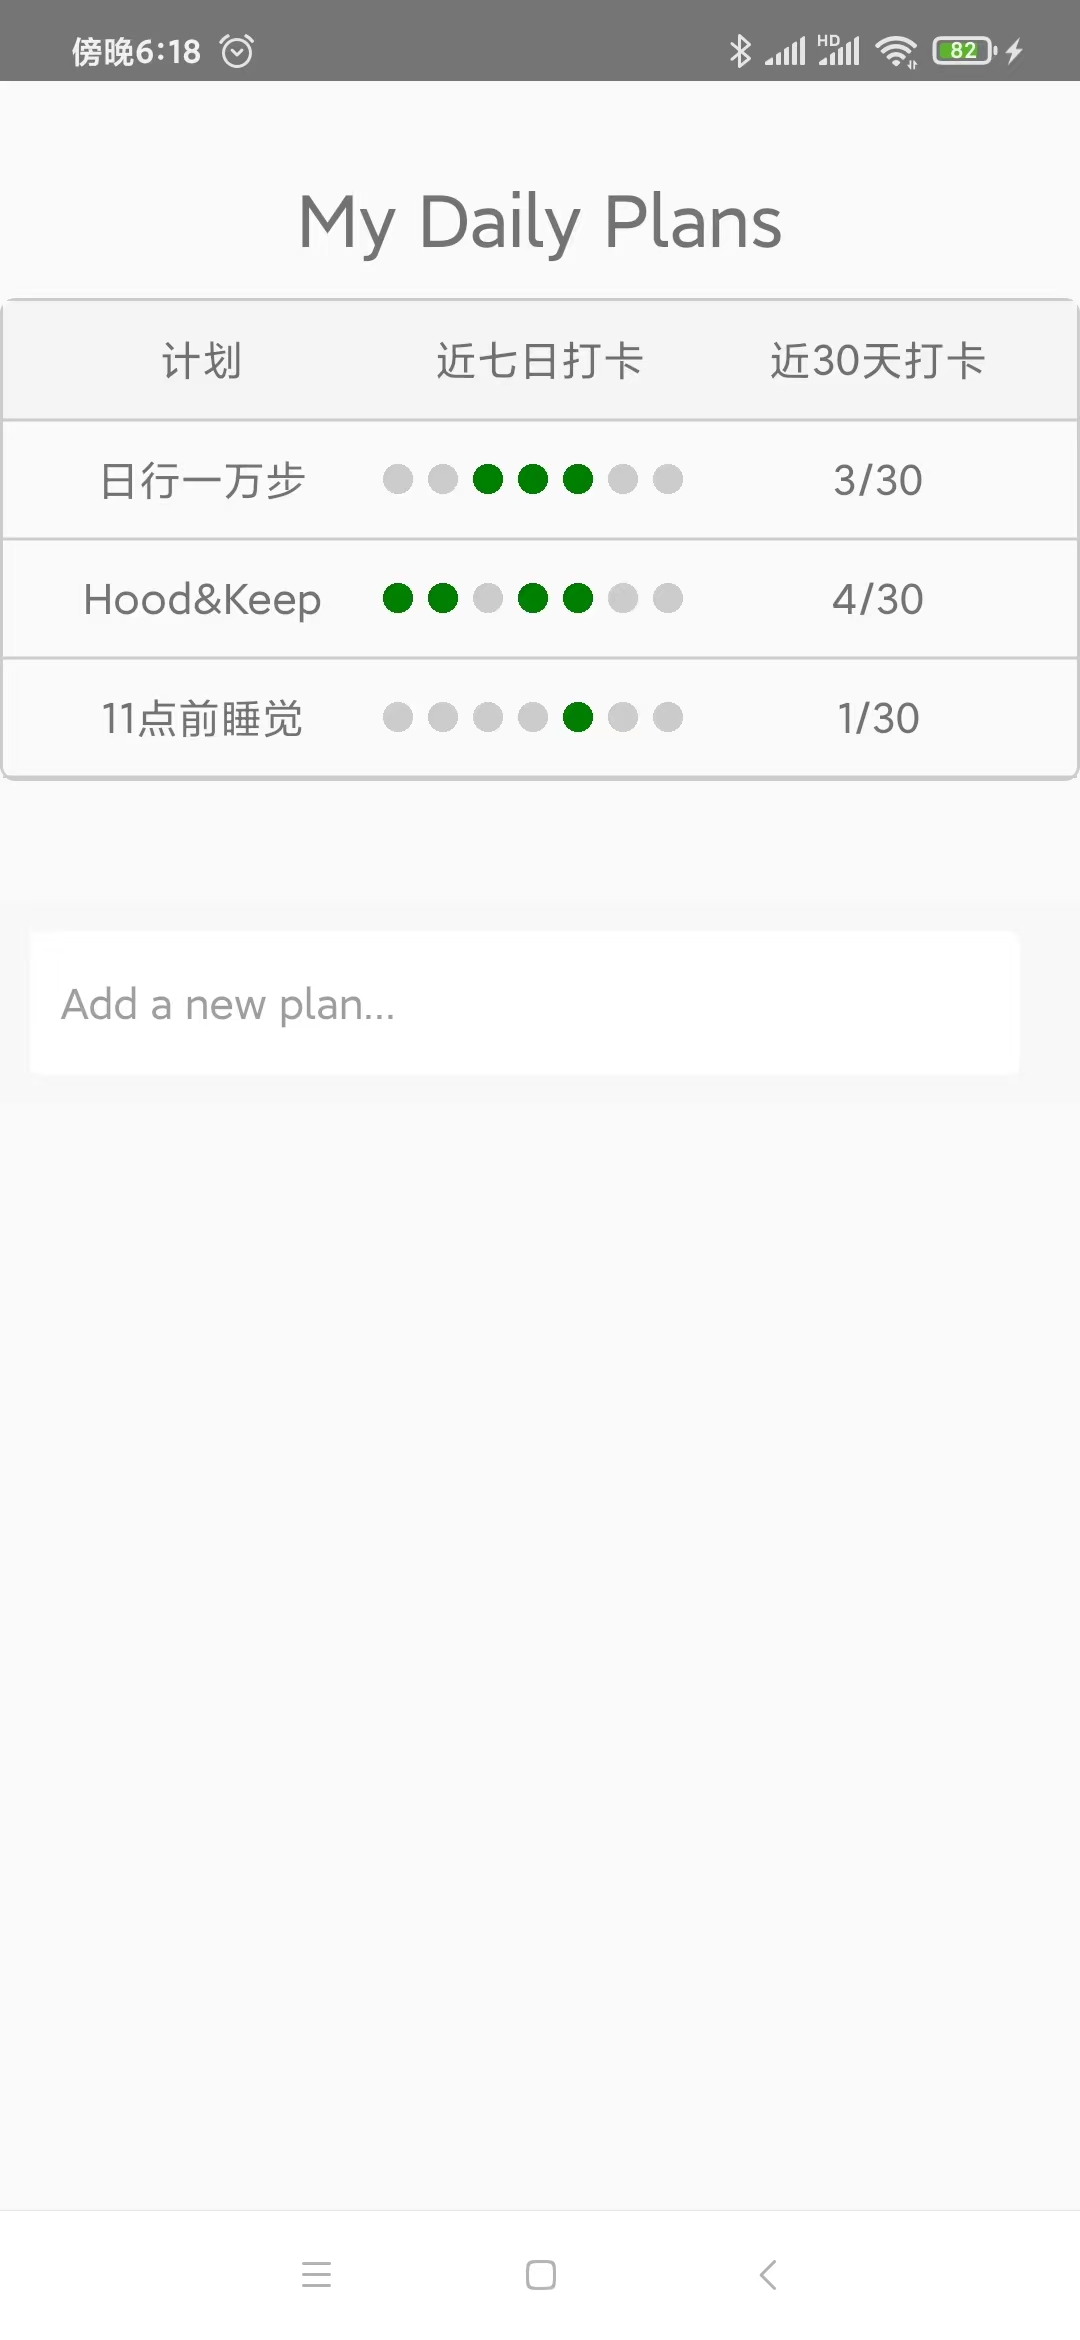 傍晚6:18 HD 82
My Daily Plans
计划 近七日打卡 近30天打卡
日行一万步 3/30
Hood&Keep 4/30
11点前睡觉 1/30
Add a new plan...